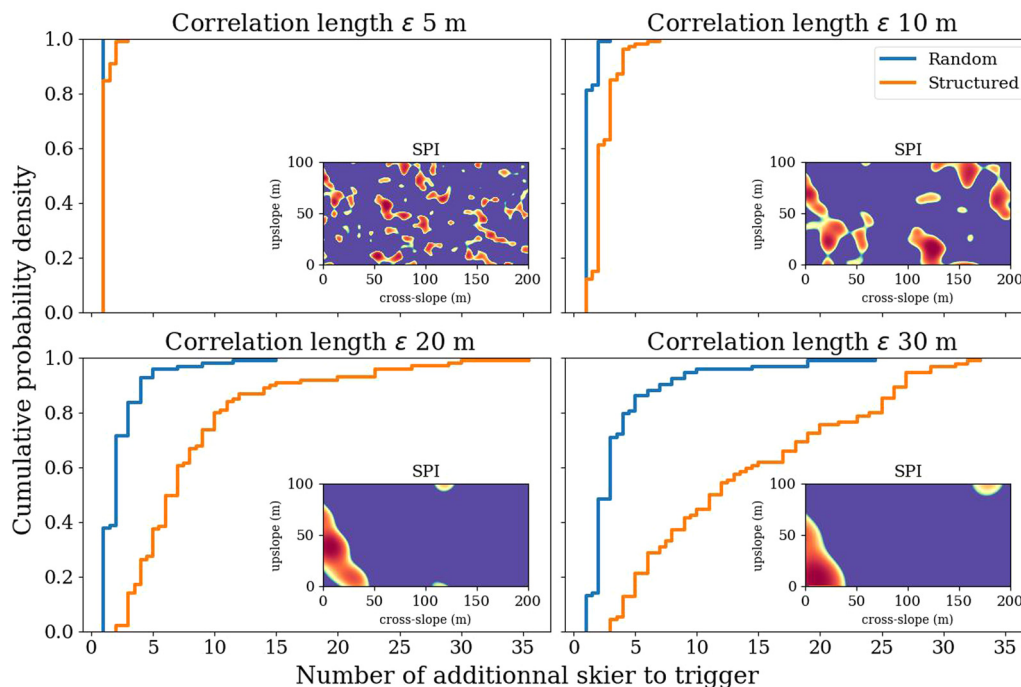 Correlation length ε 5 m
Correlation length ε 10 m
1.0
0.8
0.6
0.4
0.2
0.0
Random
Structured
SPI
100
50
0
upslope (m)
0 50 100 150 200
cross-slope (m)
SPI
100
50
0
upslope (m)
0 50 100 150 200
cross-slope (m)
Cumulative probability density
Correlation length ε 20 m
Correlation length ε 30 m
1.0
0.8
0.6
0.4
0.2
0.0
SPI
100
50
0
upslope (m)
0 50 100 150 200
cross-slope (m)
SPI
100
50
0
upslope (m)
0 50 100 150 200
cross-slope (m)
0 5 10 15 20 25 30 35
0 5 10 15 20 25 30 35
Number of additionnal skier to trigger